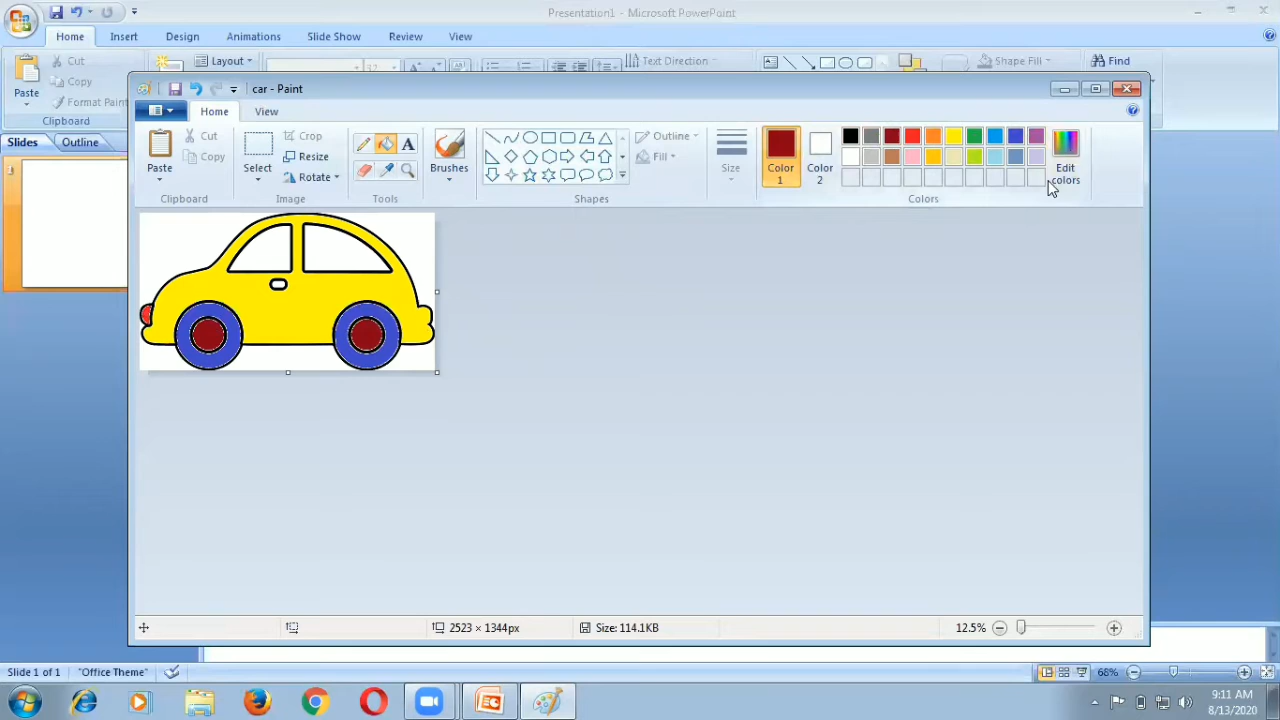 Presentation1 - Microsoft PowerPoint
Home Insert Design Animations Slide Show Review View
Cut Layout 32 Text Direction Shape Fill Find
Copy
Paste Format Paint
Clipboard
Slides Outline
car - Paint
Home View
Cut Crop Outline
Copy Resize Fill
Paste Select Rotate Brushes Size Color 1 Color 2 Edit colors
A
Clipboard Image Tools Shapes Colors
2523 × 1344px Size: 114.1KB 12.5%
Slide 1 of 1 "Office Theme" 68%
9:11 AM
8/13/2020